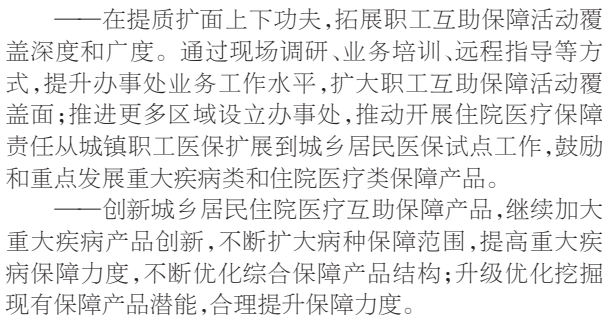 ——在提质扩面上下功夫,拓展职工互助保障活动覆
盖深度和广度。通过现场调研、业务培训、远程指导等方
式,提升办事处业务工作水平,扩大职工互助保障活动覆
盖面;推进更多区域设立办事处,推动开展住院医疗保障
责任从城镇职工医保扩展到城乡居民医保试点工作,鼓励
和重点发展重大疾病类和住院医疗类保障产品。
——创新城乡居民住院医疗互助保障产品,继续加大
重大疾病产品创新,不断扩大病种保障范围,提高重大疾
病保障力度,不断优化综合保障产品结构;升级优化挖掘
现有保障产品潜能,合理提升保障力度。